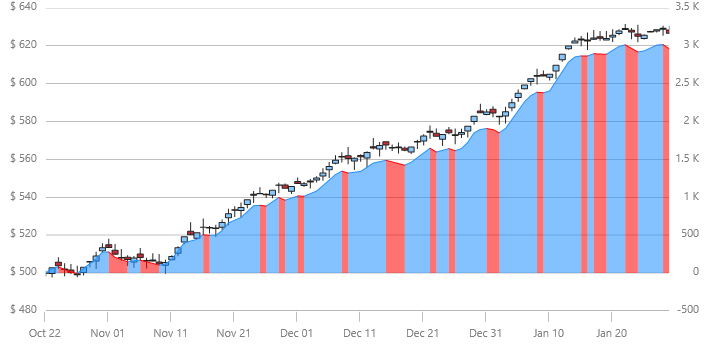 $ 640 3.5 K
$ 620 3 K
$ 600 2.5 K
$ 580 2 K
$ 560 1.5 K
$ 540 1 K
$ 520 500
$ 500 0
$ 480 -500
Oct 22 Nov 01 Nov 11 Nov 21 Dec 01 Dec 11 Dec 21 Dec 31 Jan 10 Jan 20